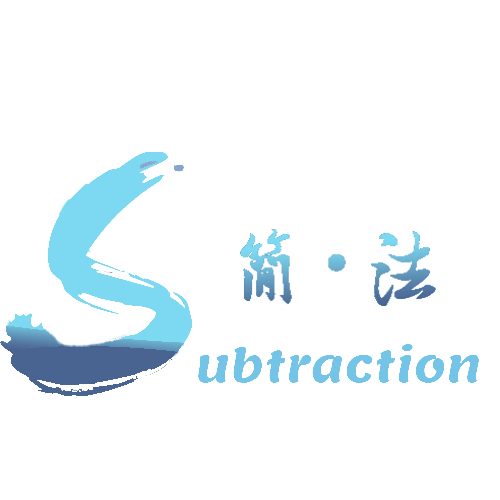 简·法
Subtraction